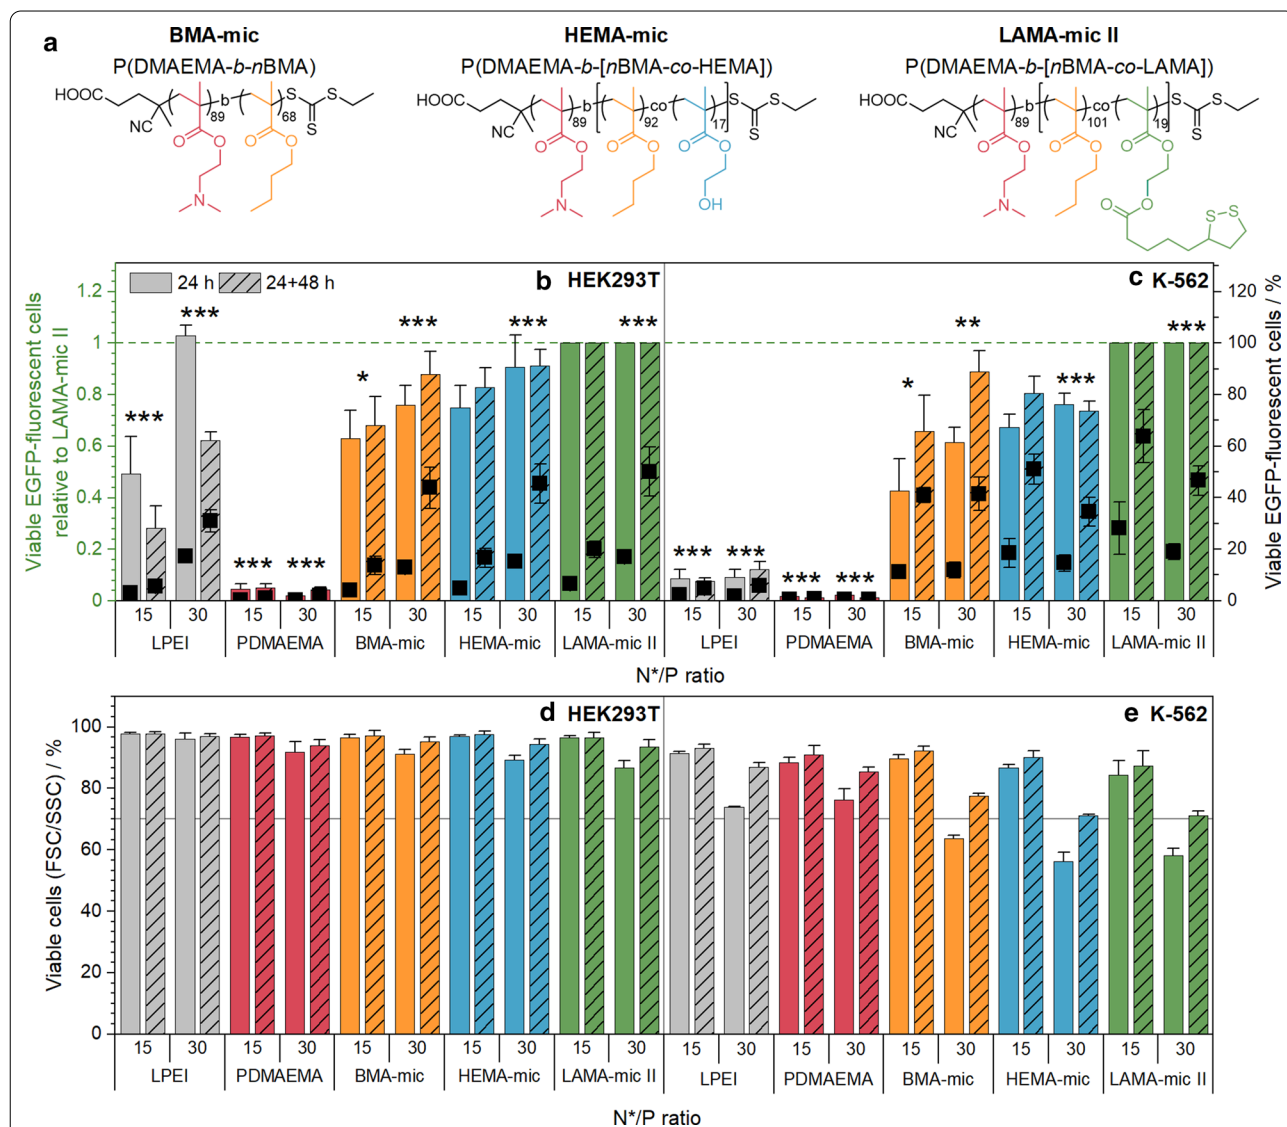 a
BMA-mic
HEMA-mic
LAMA-mic II
P(DMAEMA-b-nBMA)
P(DMAEMA-b-[nBMA-co-HEMA])
P(DMAEMA-b-[nBMA-co-LAMA])
HOOC NC 89 b 68 S S S O O N
HOOC NC 89 b 92 co 17 S S S O O O O O O N OH
HOOC NC 89 b 101 co 19 S S S O O O O O O N O O S S
24 h 24+48 h
b HEK293T
c K-562
Viable EGFP-fluorescent cells
relative to LAMA-mic II
1.2
1
0.8
0.6
0.4
0.2
0
*** *** *** *** * *** *** ***
*** *** *** *** * ** *** ***
120
100
80
60
40
20
0
Viable EGFP-fluorescent cells / %
15 30 15 30 15 30 15 30 15 30 15 30 15 30 15 30 15 30 15 30
LPEI PDMAEMA BMA-mic HEMA-mic LAMA-mic II LPEI PDMAEMA BMA-mic HEMA-mic LAMA-mic II
N*/P ratio
d HEK293T
e K-562
Viable cells (FSC/SSC) / %
100
80
60
40
20
0
15 30 15 30 15 30 15 30 15 30 15 30 15 30 15 30 15 30 15 30
LPEI PDMAEMA BMA-mic HEMA-mic LAMA-mic II LPEI PDMAEMA BMA-mic HEMA-mic LAMA-mic II
N*/P ratio